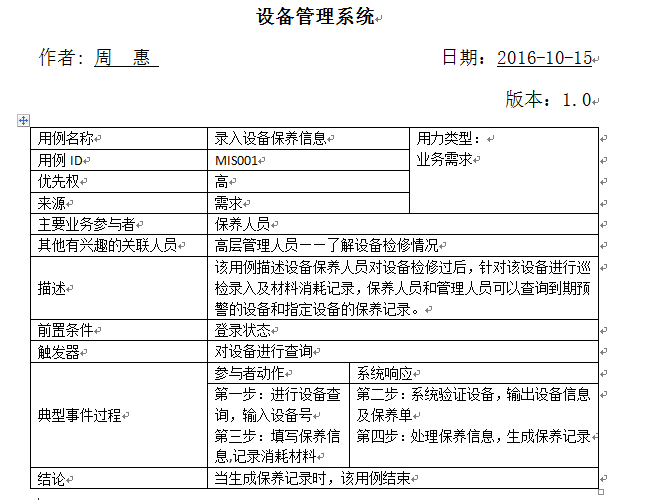 设备管理系统
作者: 周 惠 日期：2016-10-15
版本：1.0
用例名称 录入设备保养信息 用力类型：
用例 ID MIS001 业务需求
优先权 高
来源 需求
主要业务参与者 保养人员
其他有兴趣的关联人员 高层管理人员——了解设备检修情况
描述 该用例描述设备保养人员对设备检修过后，针对该设备进行巡
检录入及材料消耗记录，保养人员和管理人员可以查询到期预
警的设备和指定设备的保养记录。
前置条件 登录状态
触发器 对设备进行查询
典型事件过程
参与者动作 系统响应
第一步：进行设备查
询，输入设备号
第三步：填写保养信
息,记录消耗材料
第二步：系统验证设备，输出设备信息
及保养单
第四步：处理保养信息，生成保养记录
结论 当生成保养记录时，该用例结束